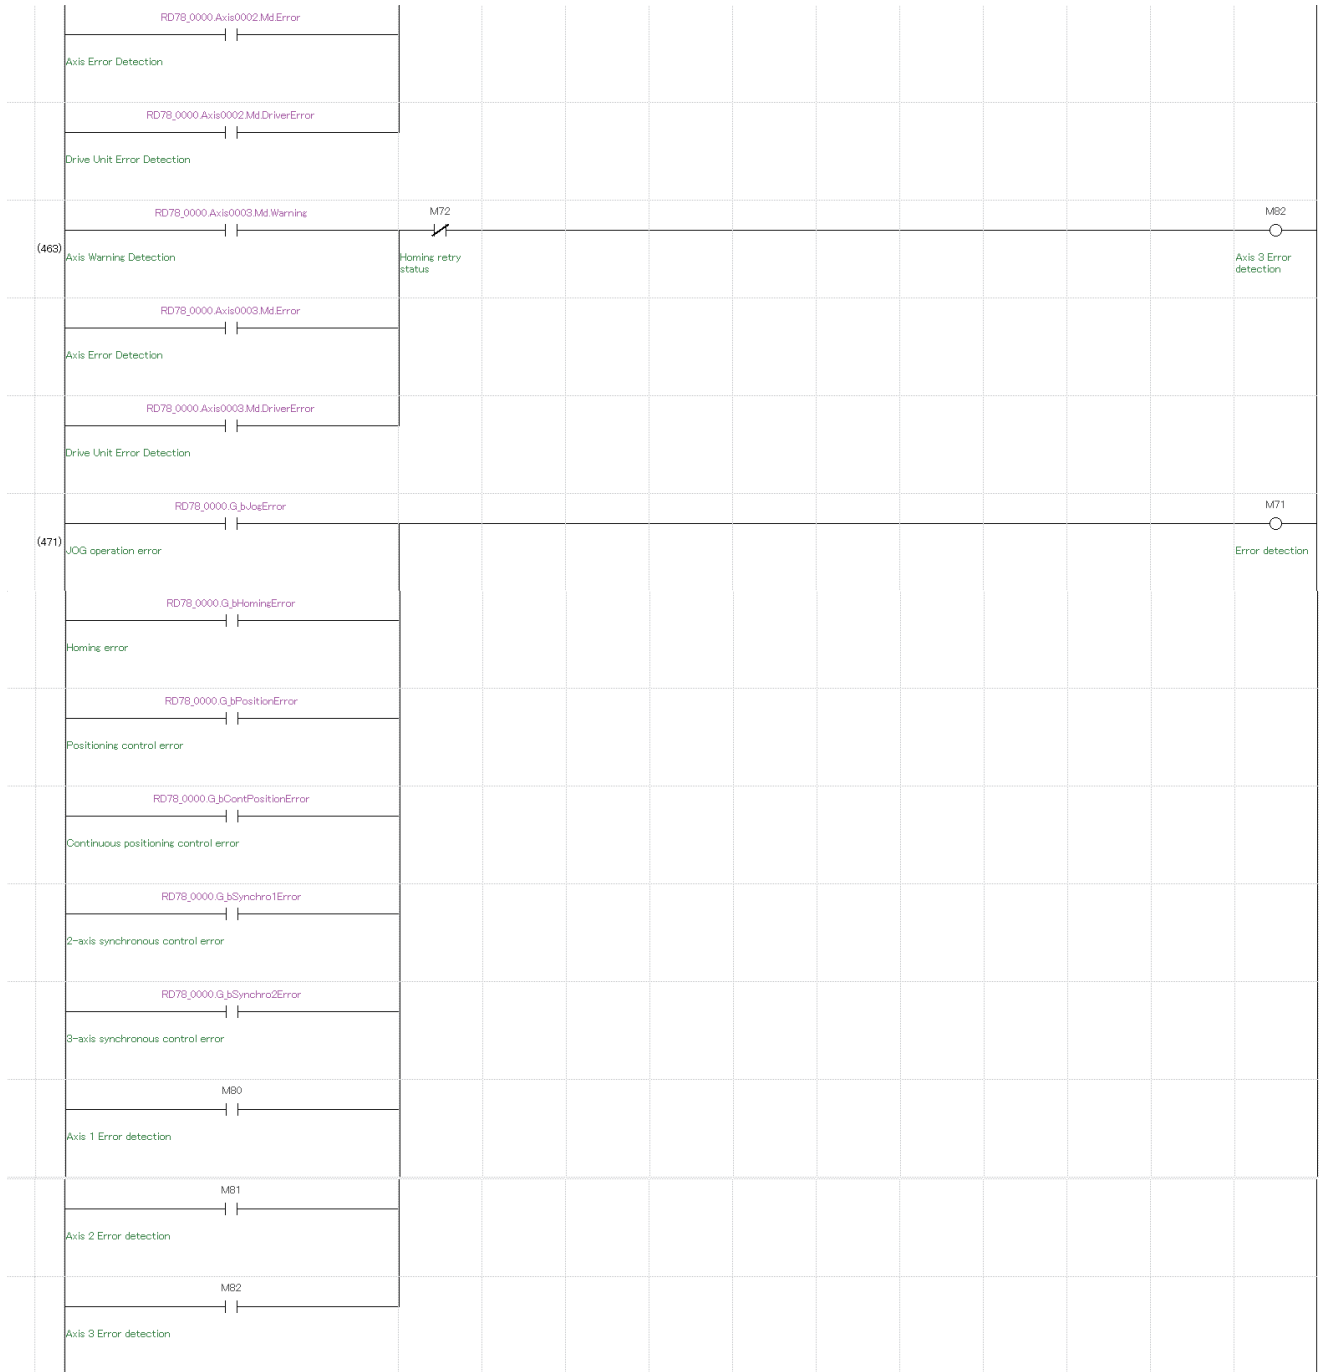 RD78_0000.Axis0002.Md.Error
Axis Error Detection
RD78_0000.Axis0002.Md.DriverError
Drive Unit Error Detection
RD78_0000.Axis0003.Md.Warning
M72
M82
(463)
Axis Warning Detection
Homing retry
status
Axis 3 Error
detection
RD78_0000.Axis0003.Md.Error
Axis Error Detection
RD78_0000.Axis0003.Md.DriverError
Drive Unit Error Detection
RD78_0000.G_bJogError
M71
(471)
JOG operation error
Error detection
RD78_0000.G_bHomingError
Homing error
RD78_0000.G_bPositionError
Positioning control error
RD78_0000.G_bContPositionError
Continuous positioning control error
RD78_0000.G_bSynchro1Error
2-axis synchronous control error
RD78_0000.G_bSynchro2Error
3-axis synchronous control error
M80
Axis 1 Error detection
M81
Axis 2 Error detection
M82
Axis 3 Error detection